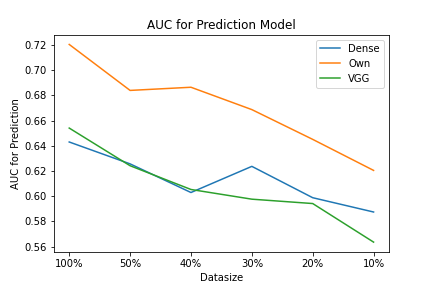 AUC for Prediction Model
Dense
Own
VGG
AUC for Prediction
0.72
0.70
0.68
0.66
0.64
0.62
0.60
0.58
0.56
100% 50% 40% 30% 20% 10%
Datasize